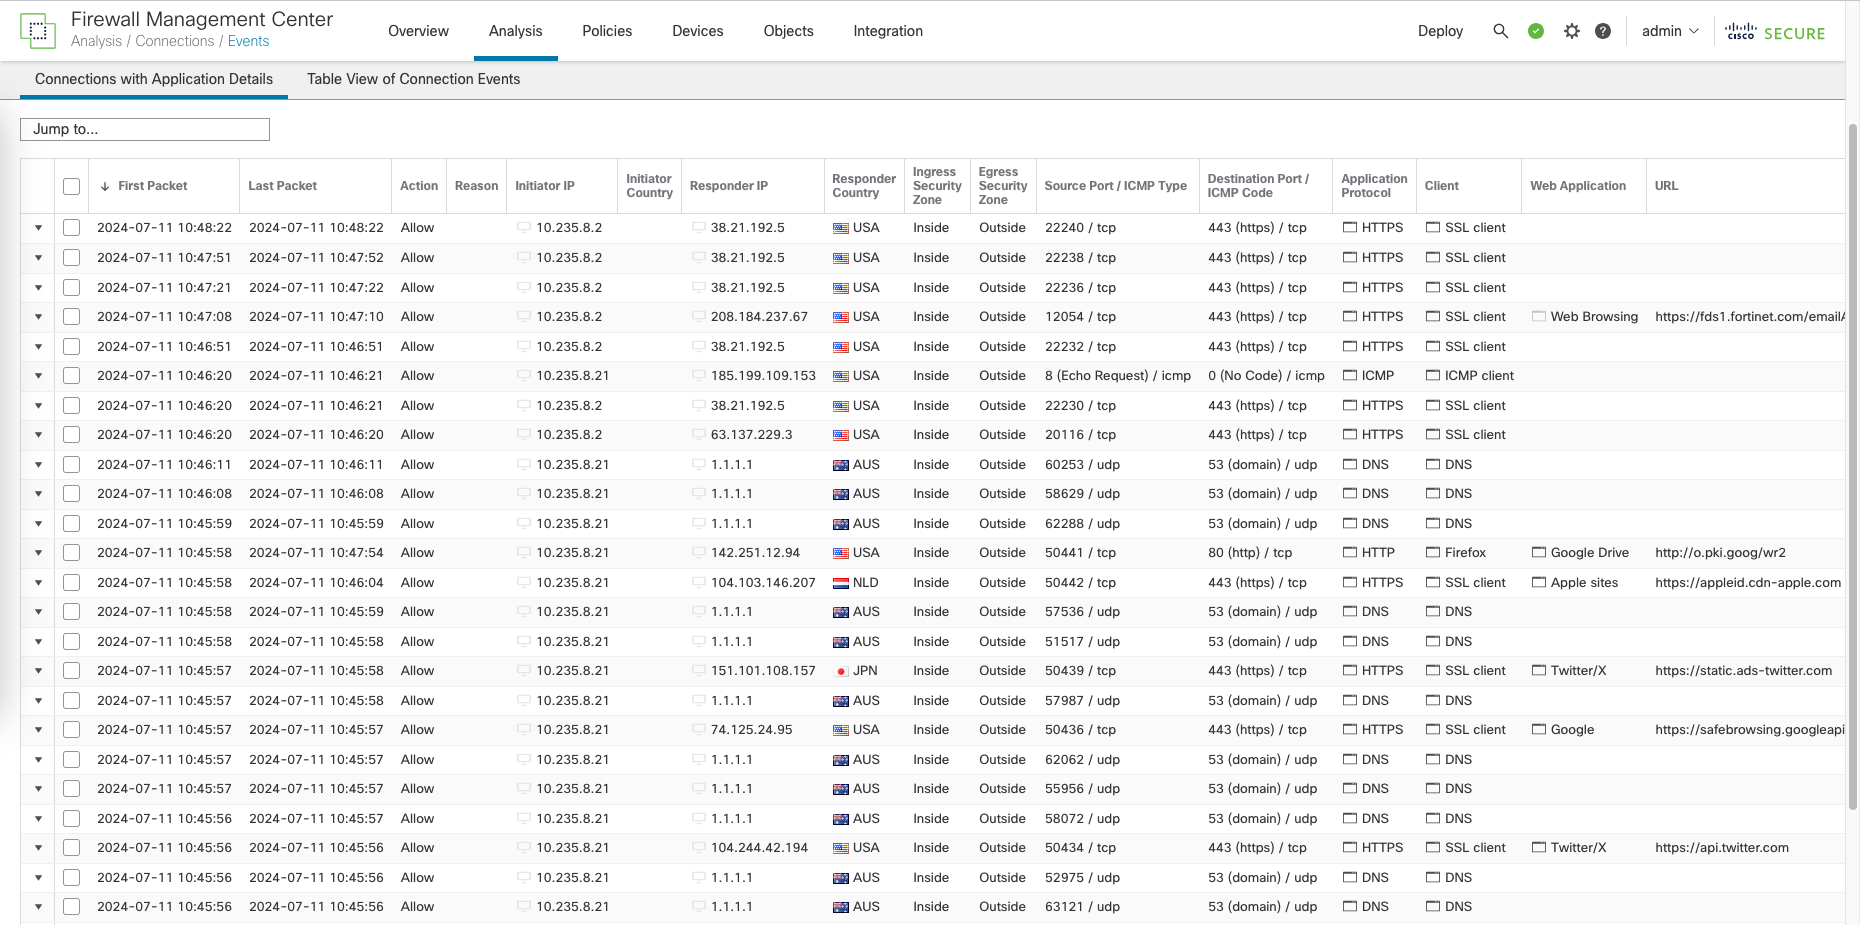 Firewall Management Center
Analysis / Connections / Events
Overview Analysis Policies Devices Objects Integration Deploy admin cisco SECURE
Connections with Application Details Table View of Connection Events
Jump to...
First Packet Last Packet Action Reason Initiator IP Initiator Country Responder IP Responder Country Ingress Security Zone Egress Security Zone Source Port / ICMP Type Destination Port / ICMP Code Application Protocol Client Web Application URL
2024-07-11 10:48:22 2024-07-11 10:48:22 Allow 10.235.8.2 38.21.192.5 USA Inside Outside 22240 / tcp 443 (https) / tcp HTTPS SSL client
2024-07-11 10:47:51 2024-07-11 10:47:52 Allow 10.235.8.2 38.21.192.5 USA Inside Outside 22238 / tcp 443 (https) / tcp HTTPS SSL client
2024-07-11 10:47:21 2024-07-11 10:47:22 Allow 10.235.8.2 38.21.192.5 USA Inside Outside 22236 / tcp 443 (https) / tcp HTTPS SSL client
2024-07-11 10:47:08 2024-07-11 10:47:10 Allow 10.235.8.2 208.184.237.67 USA Inside Outside 12054 / tcp 443 (https) / tcp HTTPS SSL client Web Browsing https://fds1.fortinet.com/emailA
2024-07-11 10:46:51 2024-07-11 10:46:51 Allow 10.235.8.2 38.21.192.5 USA Inside Outside 22232 / tcp 443 (https) / tcp HTTPS SSL client
2024-07-11 10:46:20 2024-07-11 10:46:21 Allow 10.235.8.21 185.199.109.153 USA Inside Outside 8 (Echo Request) / icmp 0 (No Code) / icmp ICMP ICMP client
2024-07-11 10:46:20 2024-07-11 10:46:21 Allow 10.235.8.2 38.21.192.5 USA Inside Outside 22230 / tcp 443 (https) / tcp HTTPS SSL client
2024-07-11 10:46:20 2024-07-11 10:46:20 Allow 10.235.8.2 63.137.229.3 USA Inside Outside 20116 / tcp 443 (https) / tcp HTTPS SSL client
2024-07-11 10:46:11 2024-07-11 10:46:11 Allow 10.235.8.21 1.1.1.1 AUS Inside Outside 60253 / udp 53 (domain) / udp DNS DNS
2024-07-11 10:46:08 2024-07-11 10:46:08 Allow 10.235.8.21 1.1.1.1 AUS Inside Outside 58629 / udp 53 (domain) / udp DNS DNS
2024-07-11 10:45:59 2024-07-11 10:45:59 Allow 10.235.8.21 1.1.1.1 AUS Inside Outside 62288 / udp 53 (domain) / udp DNS DNS
2024-07-11 10:45:58 2024-07-11 10:47:54 Allow 10.235.8.21 142.251.12.94 USA Inside Outside 50441 / tcp 80 (http) / tcp HTTP Firefox Google Drive http://o.pki.goog/wr2
2024-07-11 10:45:58 2024-07-11 10:46:04 Allow 10.235.8.21 104.103.146.207 NLD Inside Outside 50442 / tcp 443 (https) / tcp HTTPS SSL client Apple sites https://appleid.cdn-apple.com
2024-07-11 10:45:58 2024-07-11 10:45:59 Allow 10.235.8.21 1.1.1.1 AUS Inside Outside 57536 / udp 53 (domain) / udp DNS DNS
2024-07-11 10:45:58 2024-07-11 10:45:58 Allow 10.235.8.21 1.1.1.1 AUS Inside Outside 51517 / udp 53 (domain) / udp DNS DNS
2024-07-11 10:45:57 2024-07-11 10:45:58 Allow 10.235.8.21 151.101.108.157 JPN Inside Outside 50439 / tcp 443 (https) / tcp HTTPS SSL client Twitter/X https://static.ads-twitter.com
2024-07-11 10:45:57 2024-07-11 10:45:58 Allow 10.235.8.21 1.1.1.1 AUS Inside Outside 57987 / udp 53 (domain) / udp DNS DNS
2024-07-11 10:45:57 2024-07-11 10:45:57 Allow 10.235.8.21 74.125.24.95 USA Inside Outside 50436 / tcp 443 (https) / tcp HTTPS SSL client Google https://safebrowsing.googleapi
2024-07-11 10:45:57 2024-07-11 10:45:57 Allow 10.235.8.21 1.1.1.1 AUS Inside Outside 62062 / udp 53 (domain) / udp DNS DNS
2024-07-11 10:45:57 2024-07-11 10:45:57 Allow 10.235.8.21 1.1.1.1 AUS Inside Outside 55956 / udp 53 (domain) / udp DNS DNS
2024-07-11 10:45:56 2024-07-11 10:45:57 Allow 10.235.8.21 1.1.1.1 AUS Inside Outside 58072 / udp 53 (domain) / udp DNS DNS
2024-07-11 10:45:56 2024-07-11 10:45:56 Allow 10.235.8.21 104.244.42.194 USA Inside Outside 50434 / tcp 443 (https) / tcp HTTPS SSL client Twitter/X https://api.twitter.com
2024-07-11 10:45:56 2024-07-11 10:45:56 Allow 10.235.8.21 1.1.1.1 AUS Inside Outside 52975 / udp 53 (domain) / udp DNS DNS
2024-07-11 10:45:56 2024-07-11 10:45:56 Allow 10.235.8.21 1.1.1.1 AUS Inside Outside 63121 / udp 53 (domain) / udp DNS DNS